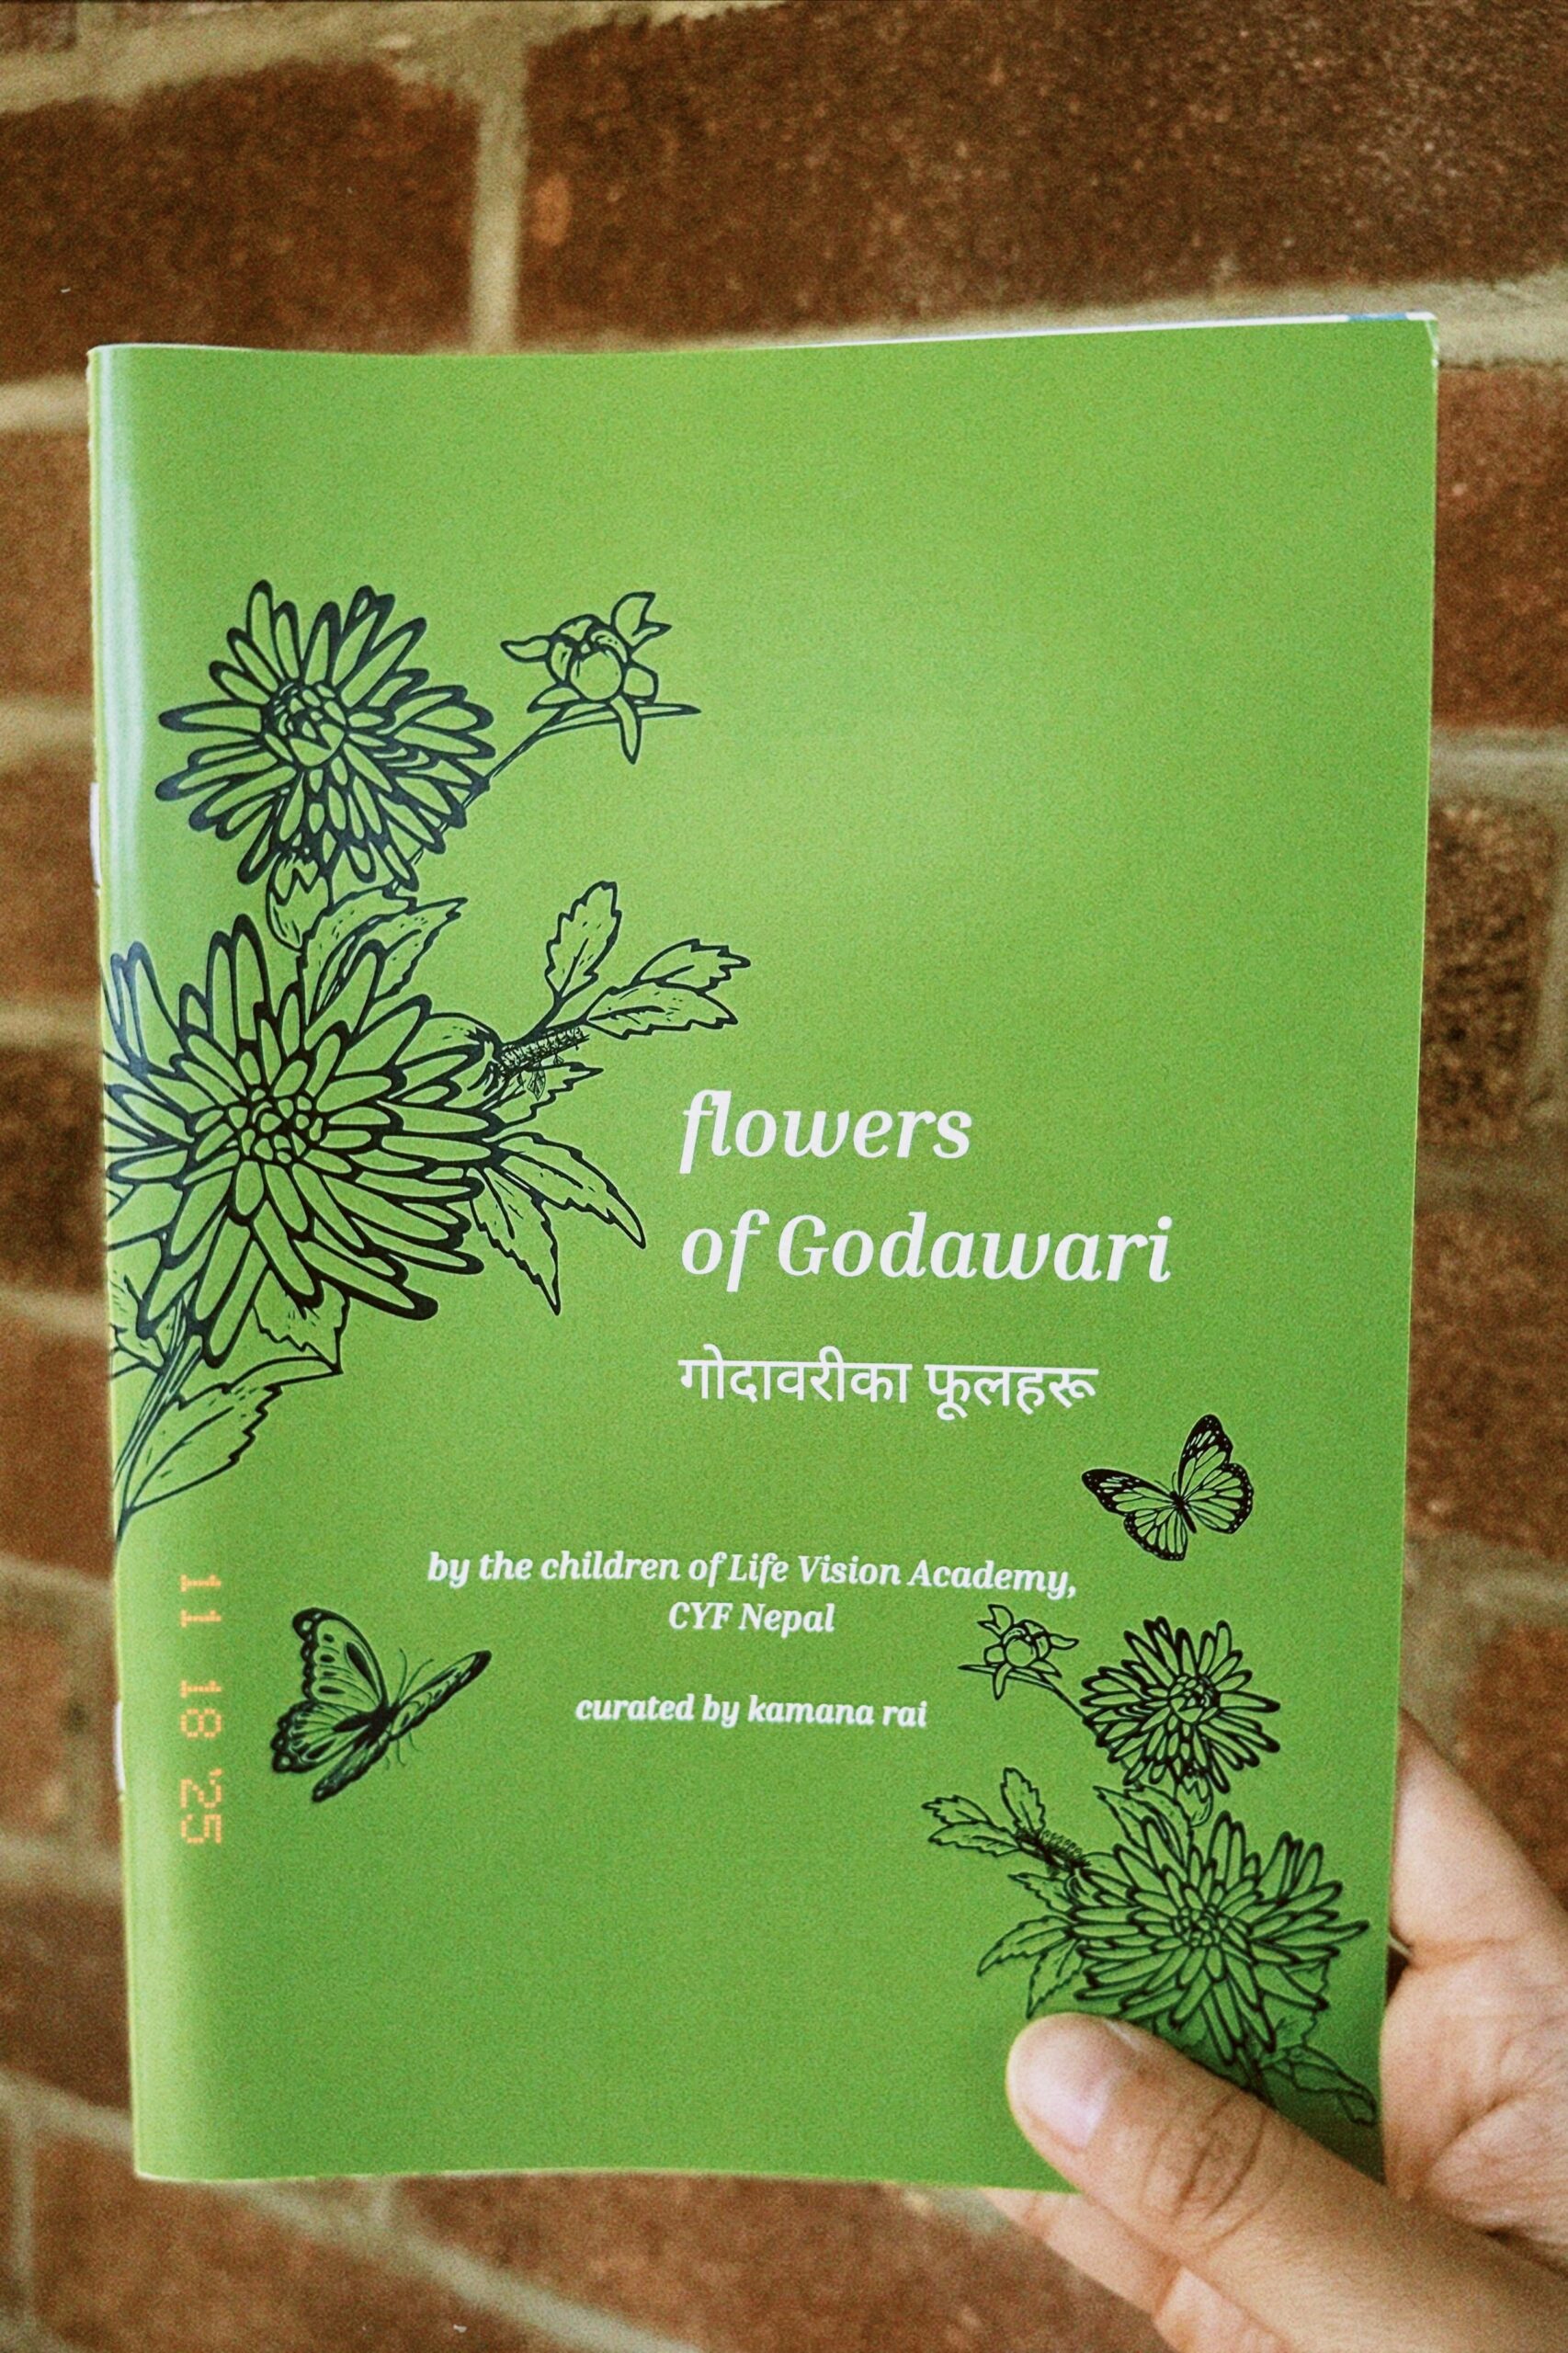 flowers
of Godawari
गोदावरीका फूलहरू
by the children of Life Vision Academy,
CYF Nepal
curated by kamana rai
11 18 '25